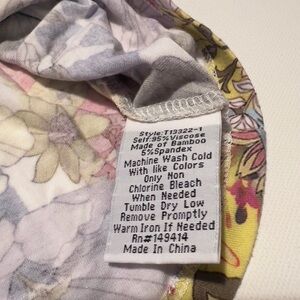 Style:T13322-1
Self:95%Viscose
Made of Bamboo
5%Spandex
Machine Wash Cold
With like Colors
Only Non
Chlorine Bleach
When Needed
Tumble Dry Low
Remove Promptly
Warm Iron If Needed
Rn#149414
Made In China